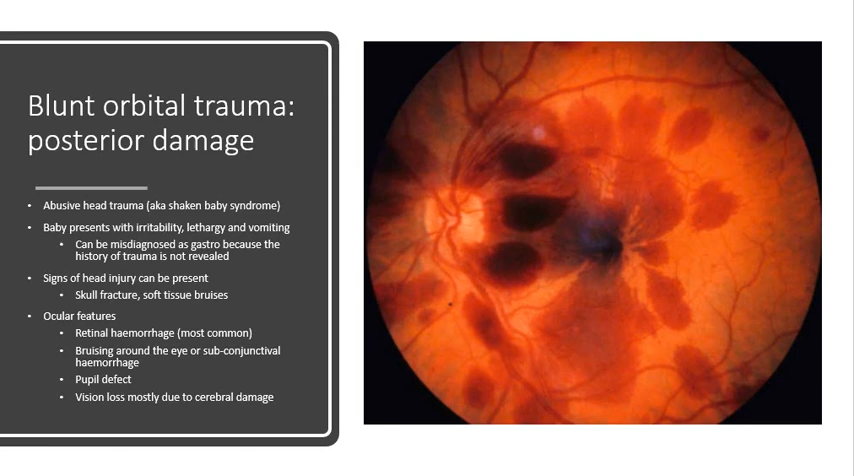 Blunt orbital trauma:
posterior damage
• Abusive head trauma (aka shaken baby syndrome)
• Baby presents with irritability, lethargy and vomiting
• Can be misdiagnosed as gastro because the
history of trauma is not revealed
• Signs of head injury can be present
• Skull fracture, soft tissue bruises
• Ocular features
• Retinal haemorrhage (most common)
• Bruising around the eye or sub-conjunctival
haemorrhage
• Pupil defect
• Vision loss mostly due to cerebral damage